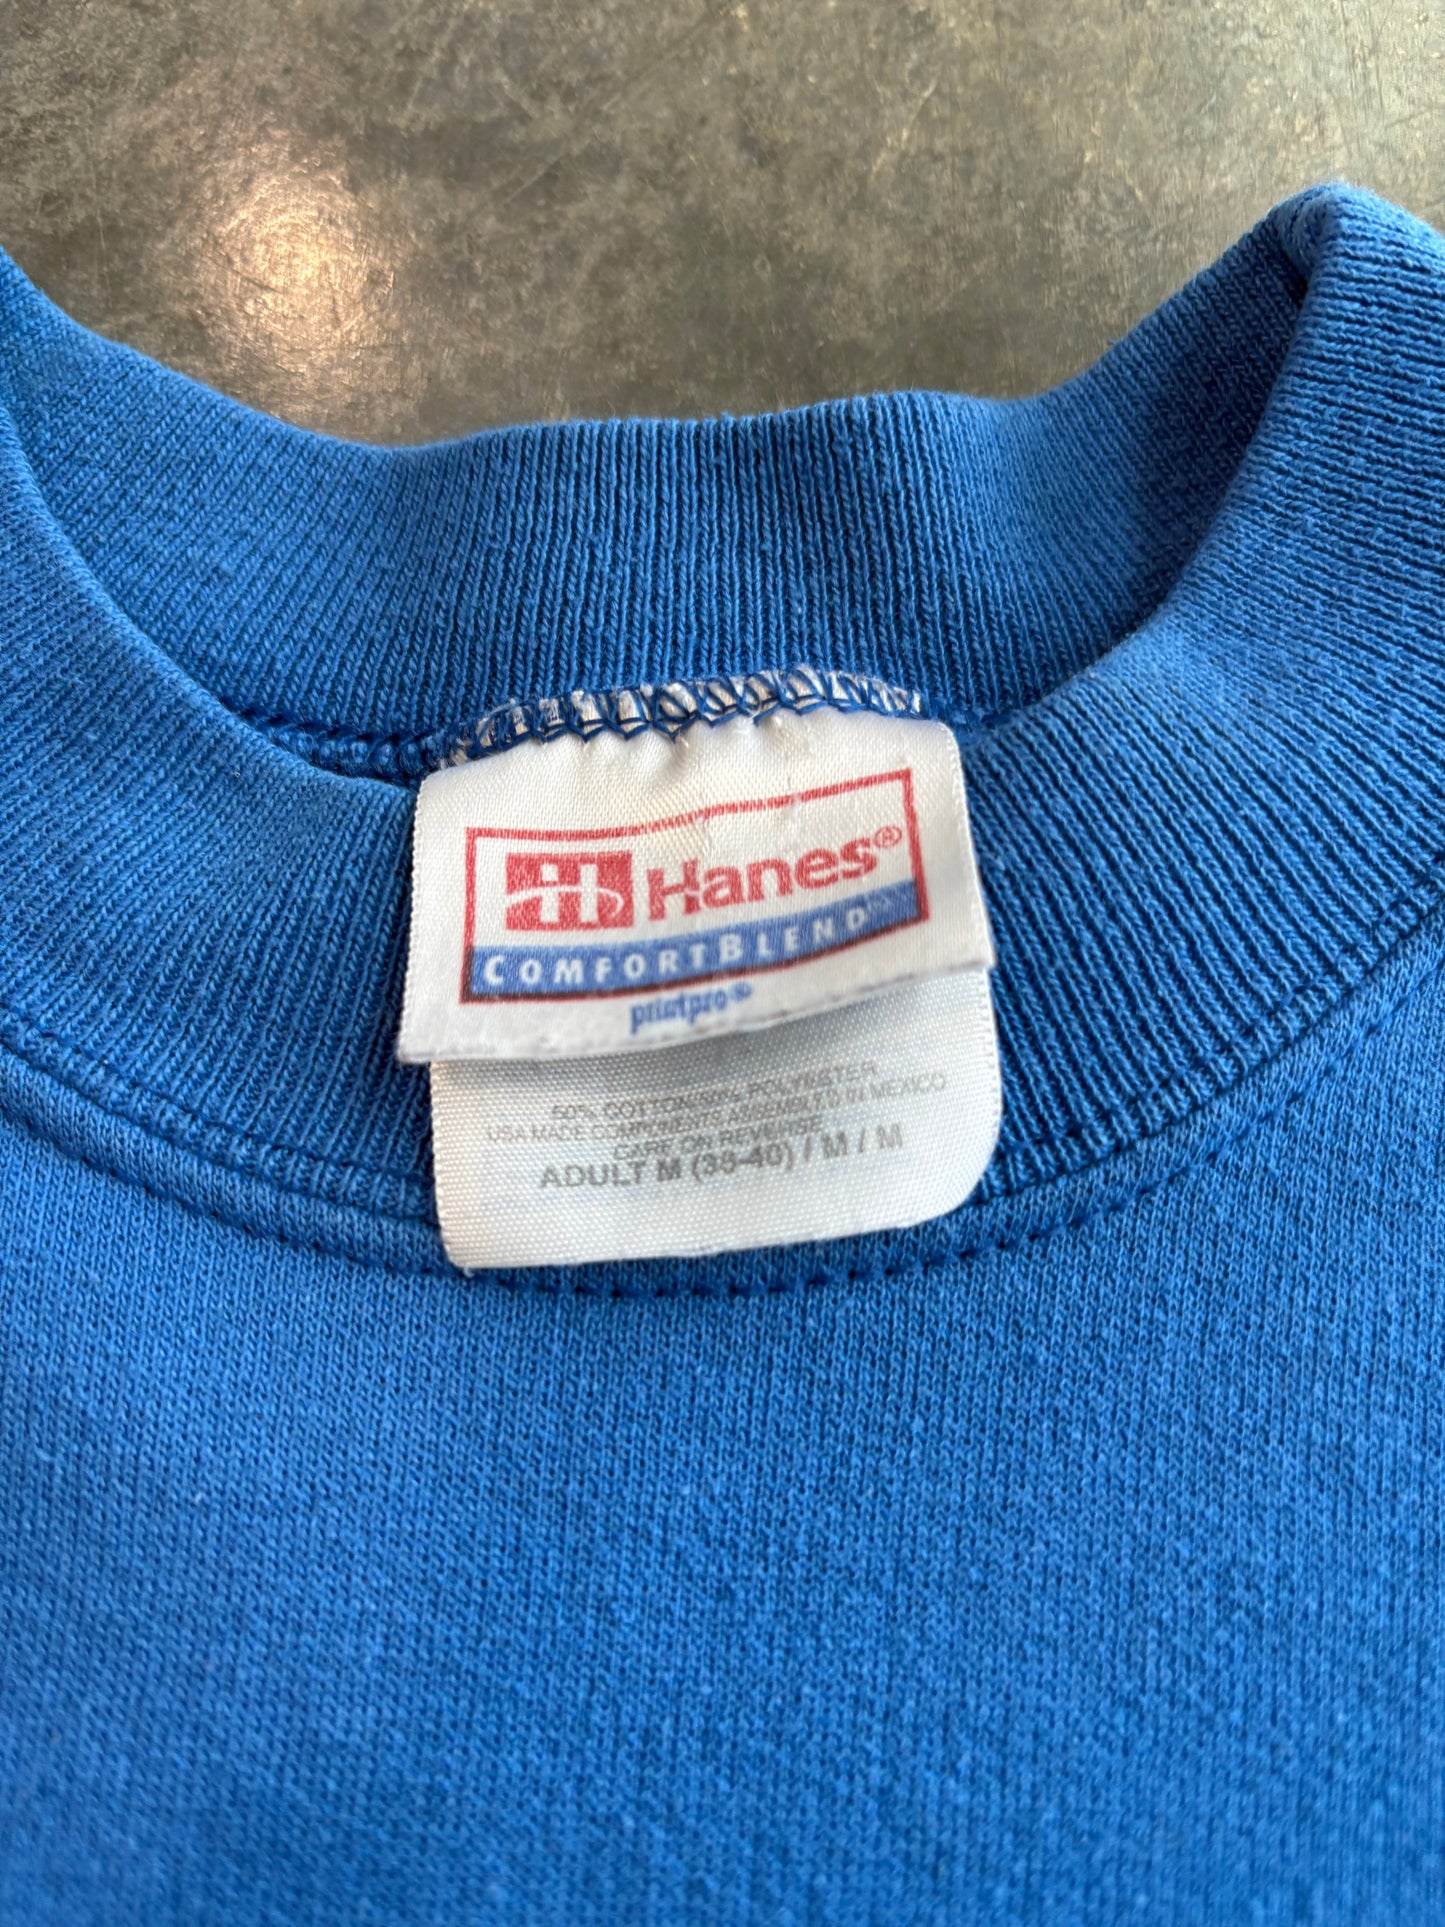 Hanes®
COMFORTBLEND
printpro®
50% COTTON/50% POLYESTER
USA MADE COMPONENTS ASSEMBLED IN MEXICO
CARE ON REVERSE
ADULT M (38-40) / M / M